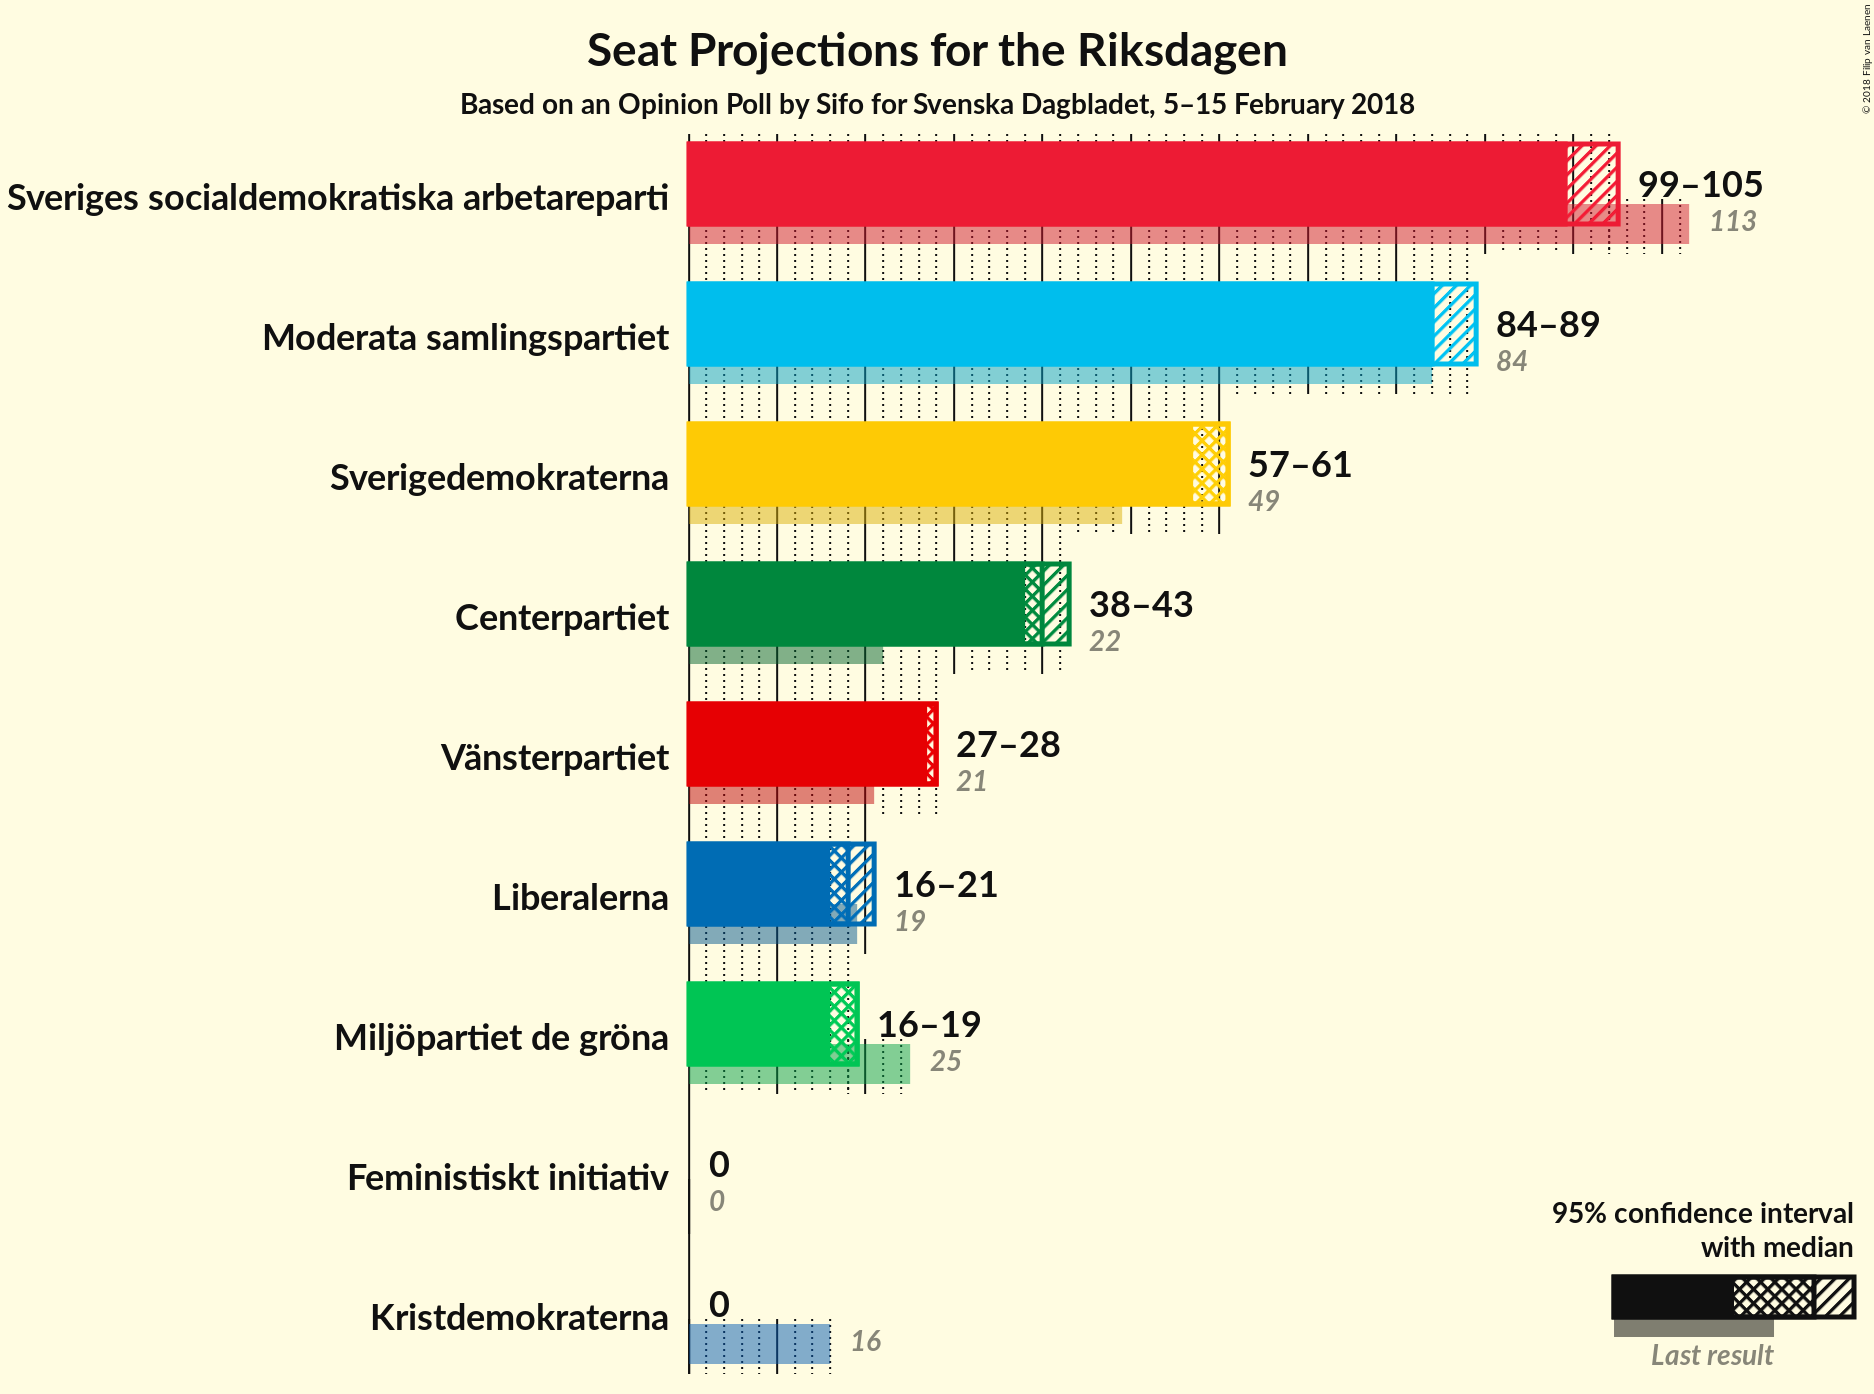 Seat Projections for the Riksdagen
Based on an Opinion Poll by Sifo for Svenska Dagbladet, 5–15 February 2018
© 2018 Filip van Laenen
Sveriges socialdemokratiska arbetareparti
99–105
113
Moderata samlingspartiet
84–89
84
Sverigedemokraterna
57–61
49
Centerpartiet
38–43
22
Vänsterpartiet
27–28
21
Liberalerna
16–21
19
Miljöpartiet de gröna
16–19
25
Feministiskt initiativ
0
0
Kristdemokraterna
0
16
95% confidence interval
with median
Last result